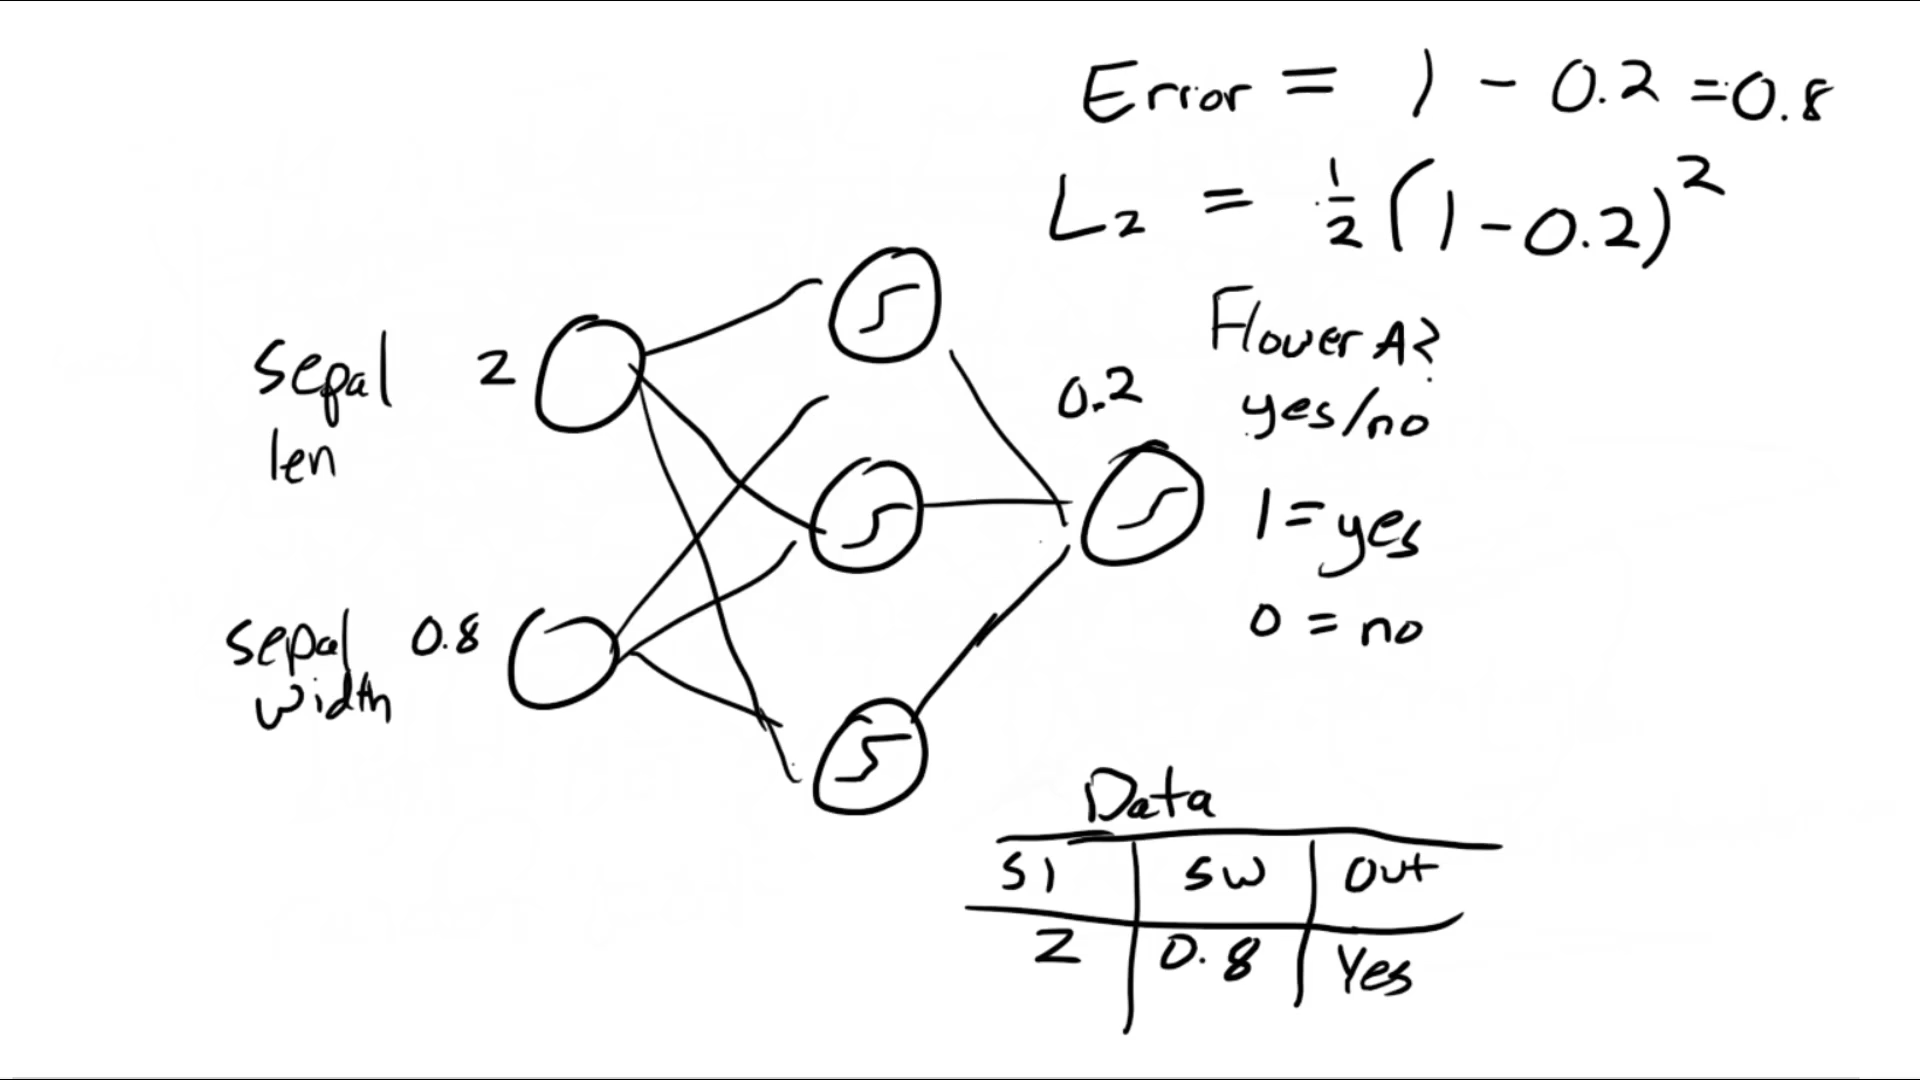 Error = 1 - 0.2 = 0.8
L2 = 1/2 (1-0.2)^2
Flower A?
yes/no
1 = yes
0 = no
0.2
sepal 2
len
sepal 0.8
width
Data
Sl SW Out
2 0.8 Yes